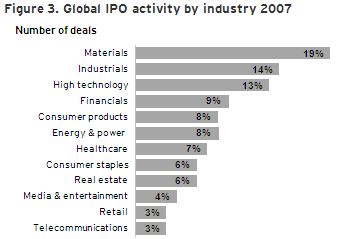 Figure 3. Global IPO activity by industry 2007
Number of deals
Materials 19%
Industrials 14%
High technology 13%
Financials 9%
Consumer products 8%
Energy & power 8%
Healthcare 7%
Consumer staples 6%
Real estate 6%
Media & entertainment 4%
Retail 3%
Telecommunications 3%